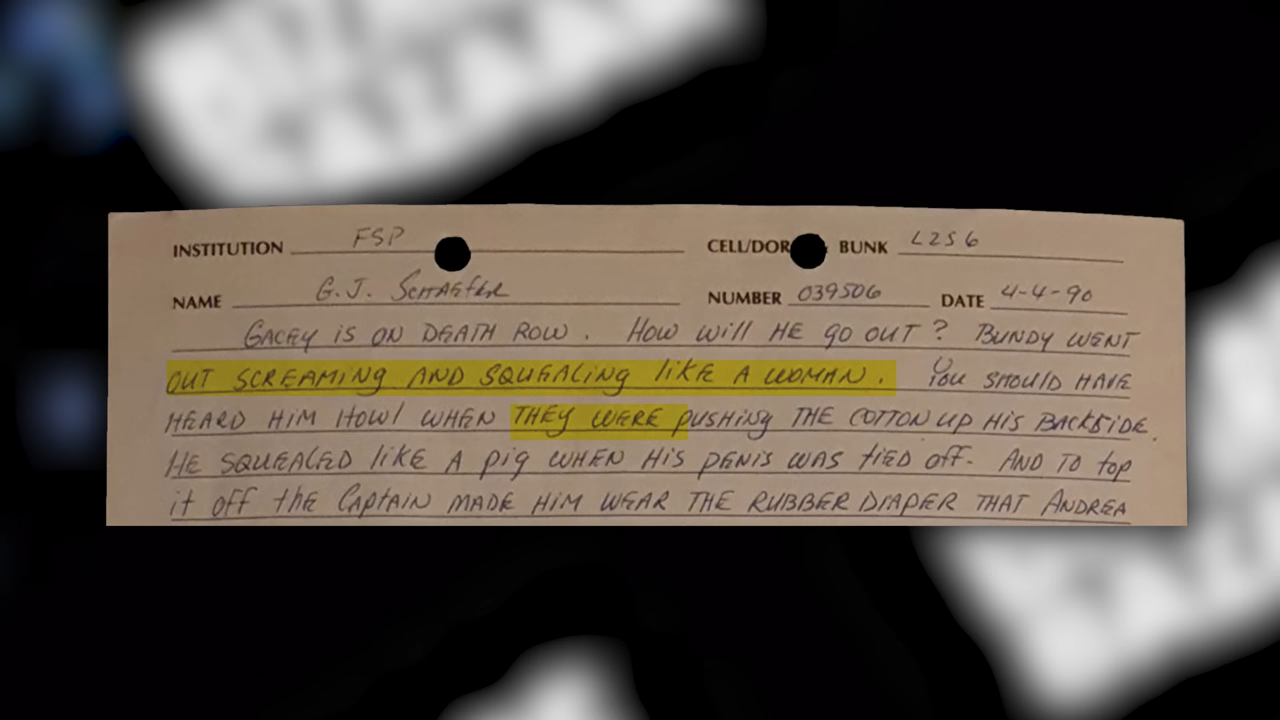 INSTITUTION FSP CELL/DOR BUNK L2S6
NAME G.J. SCHAEFER NUMBER 039506 DATE 4-4-90
GACEY IS ON DEATH ROW. HOW WILL HE GO OUT? BUNDY WENT
OUT SCREAMING AND SQUEALING LIKE A WOMAN. YOU SHOULD HAVE
HEARD HIM HOWL WHEN THEY WERE PUSHING THE COTTON UP HIS BACKSIDE.
HE SQUEALED LIKE A PIG WHEN HIS PENIS WAS TIED OFF. AND TO TOP
IT OFF THE CAPTAIN MADE HIM WEAR THE RUBBER DIAPER THAT ANDREA